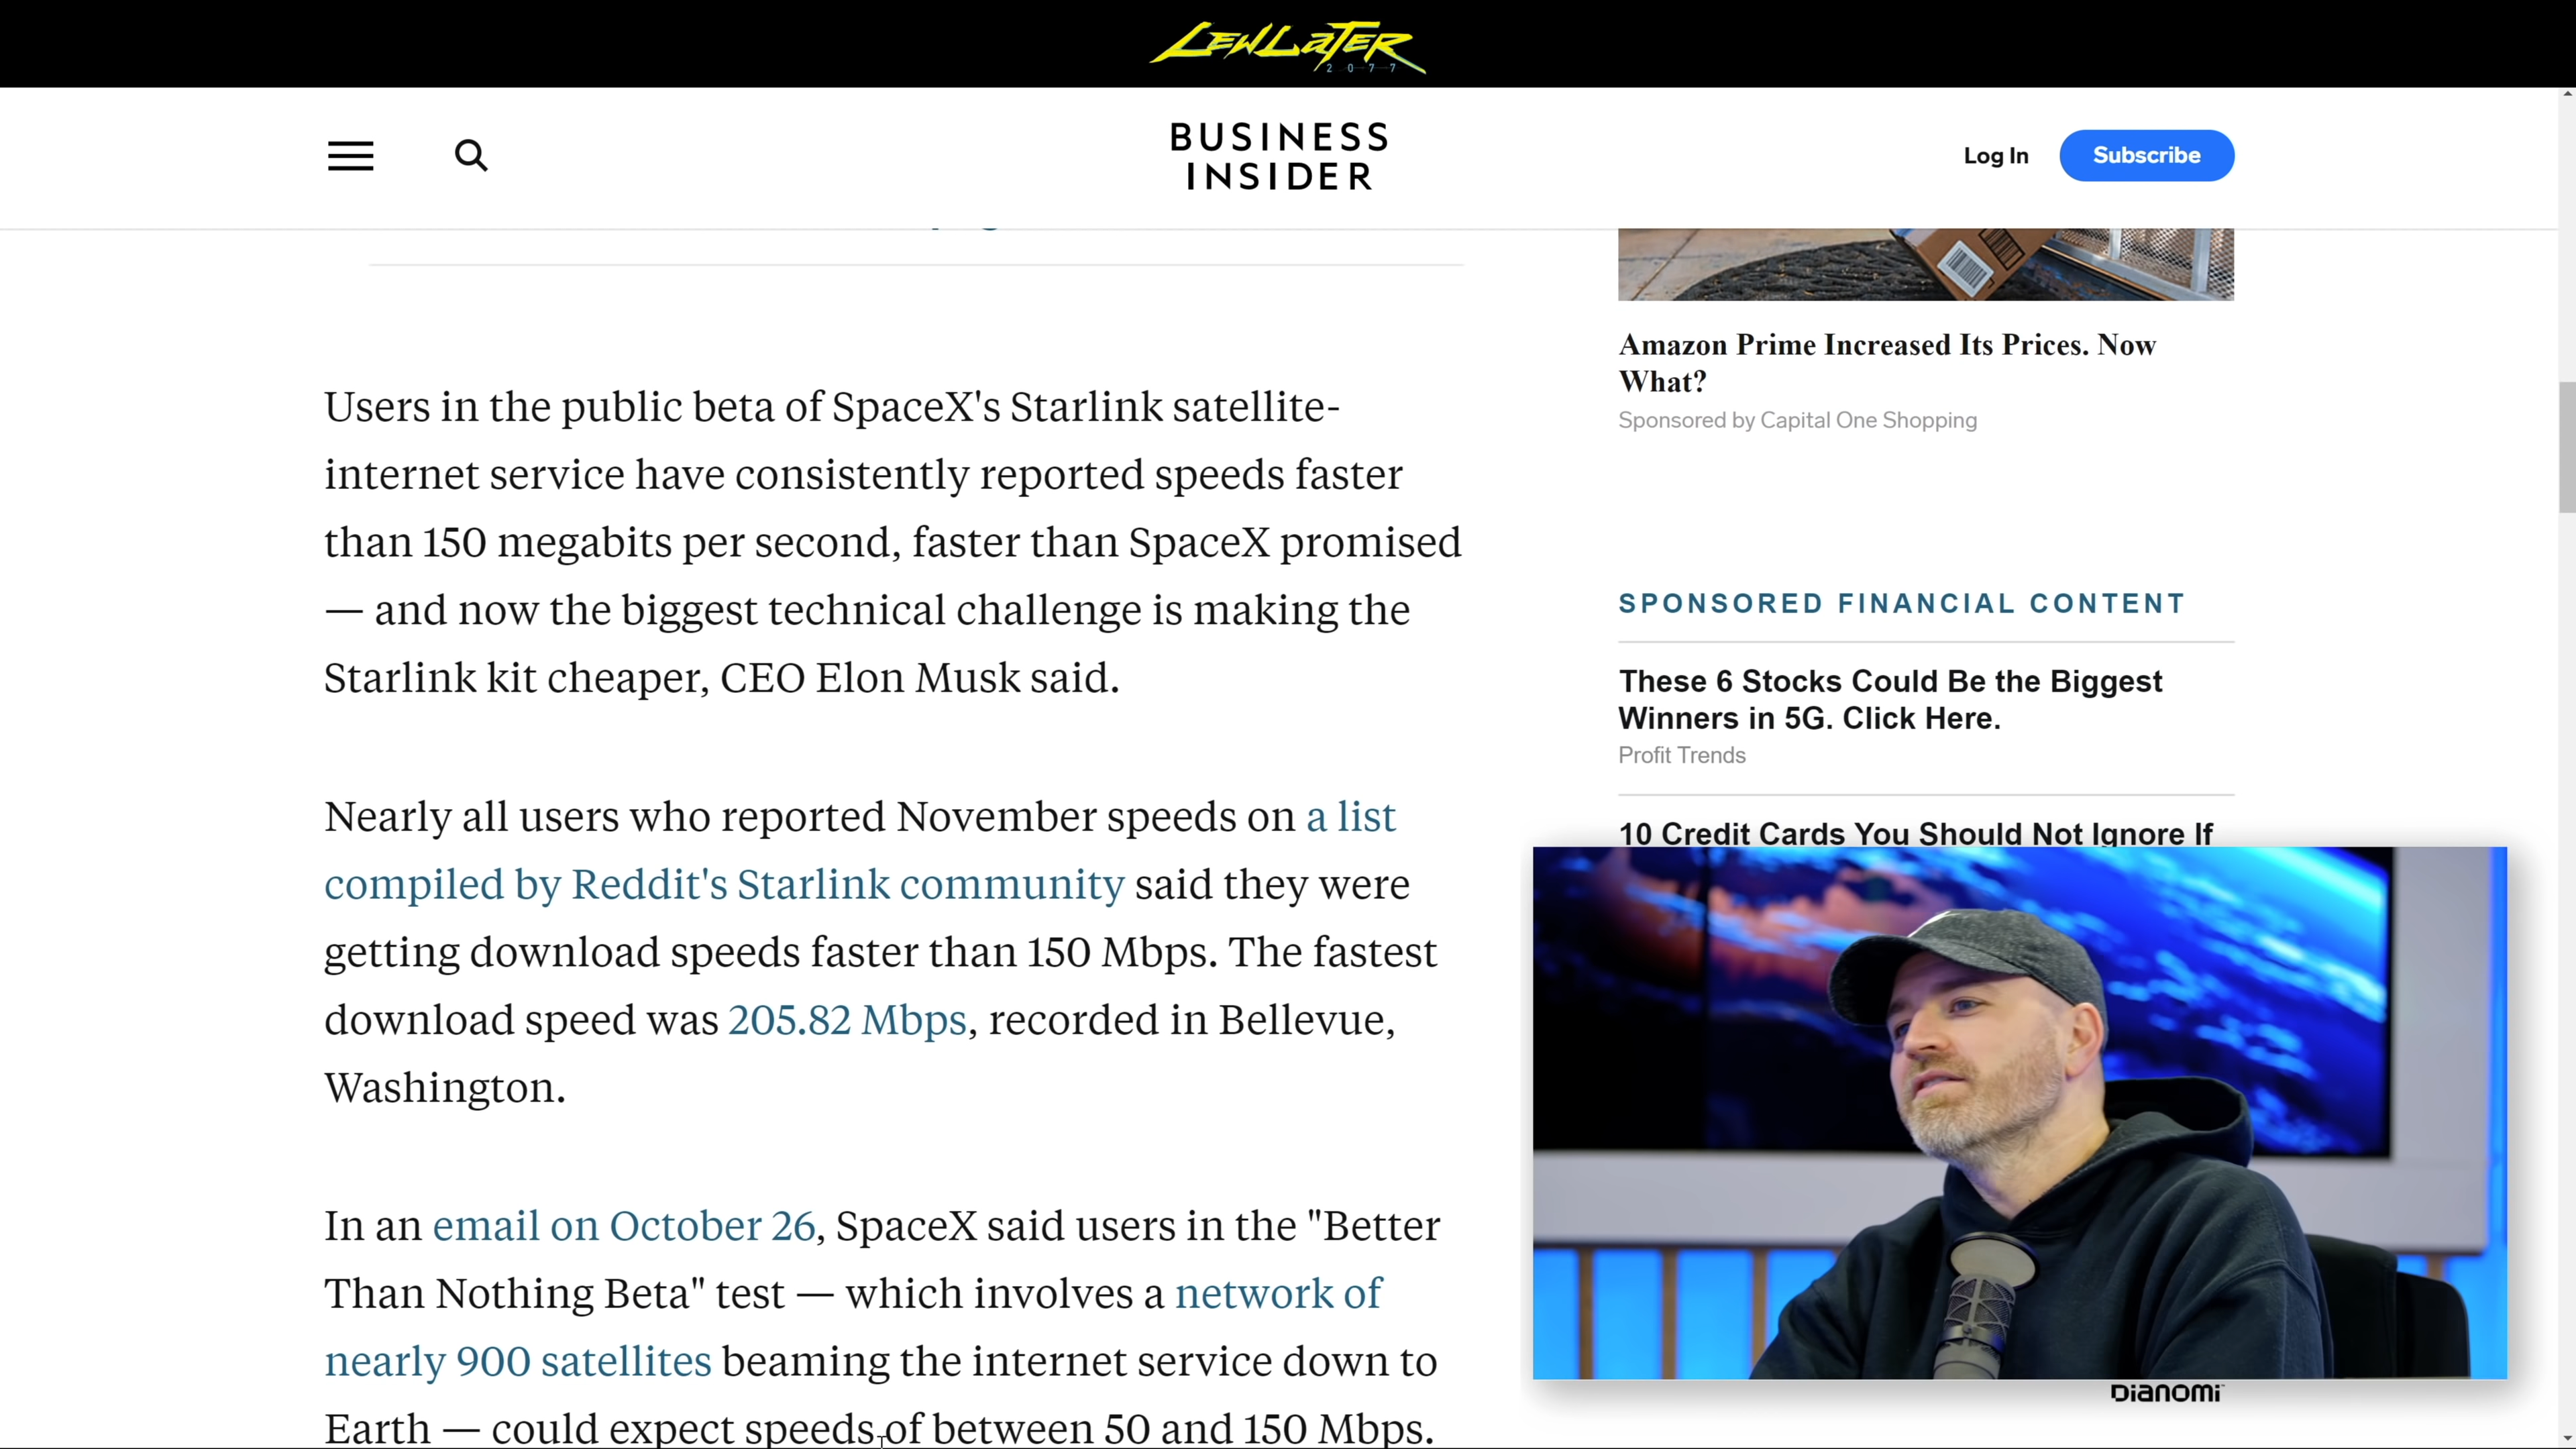 LEWLATER
2077
BUSINESS
INSIDER
Log In
Subscribe
Users in the public beta of SpaceX's Starlink satellite-
internet service have consistently reported speeds faster
than 150 megabits per second, faster than SpaceX promised
— and now the biggest technical challenge is making the
Starlink kit cheaper, CEO Elon Musk said.
Nearly all users who reported November speeds on a list
compiled by Reddit's Starlink community said they were
getting download speeds faster than 150 Mbps. The fastest
download speed was 205.82 Mbps, recorded in Bellevue,
Washington.
In an email on October 26, SpaceX said users in the "Better
Than Nothing Beta" test — which involves a network of
nearly 900 satellites beaming the internet service down to
Earth — could expect speeds of between 50 and 150 Mbps.
Amazon Prime Increased Its Prices. Now
What?
Sponsored by Capital One Shopping
SPONSORED FINANCIAL CONTENT
These 6 Stocks Could Be the Biggest
Winners in 5G. Click Here.
Profit Trends
10 Credit Cards You Should Not Ignore If
Dianomi